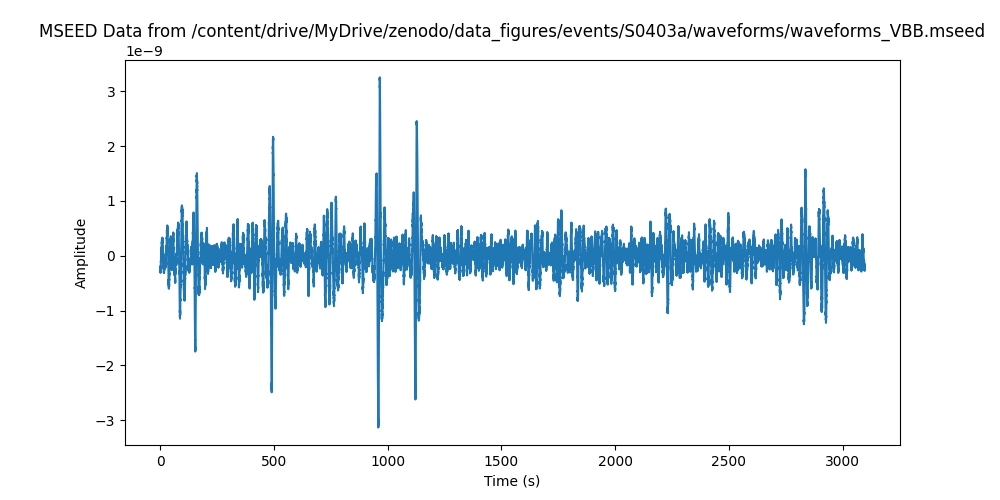 MSEED Data from /content/drive/MyDrive/zenodo/data_figures/events/S0403a/waveforms/waveforms_VBB.mseed
1e−9
3
2
1
0
−1
−2
−3
Amplitude
0 500 1000 1500 2000 2500 3000
Time (s)